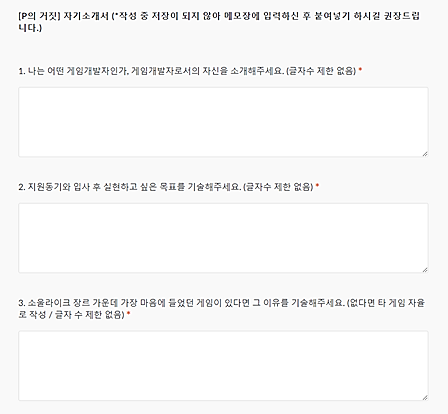 [P의 거짓] 자기소개서 (*작성 중 저장이 되지 않아 메모장에 입력하신 후 붙여넣기 하시길 권장드립
니다.)
1. 나는 어떤 게임개발자인가, 게임개발자로서의 자신을 소개해주세요. (글자수 제한 없음) *
2. 지원동기와 입사 후 실현하고 싶은 목표를 기술해주세요. (글자수 제한 없음) *
3. 소울라이크 장르 가운데 가장 마음에 들었던 게임이 있다면 그 이유를 기술해주세요. (없다면 타 게임 자율
로 작성 / 글자 수 제한 없음) *